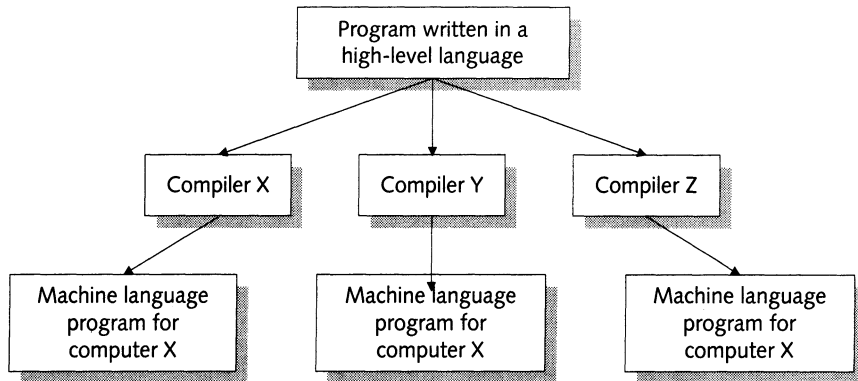 Program written in a
high-level language
Compiler X
Compiler Y
Compiler Z
Machine language
program for
computer X
Machine language
program for
computer X
Machine language
program for
computer X